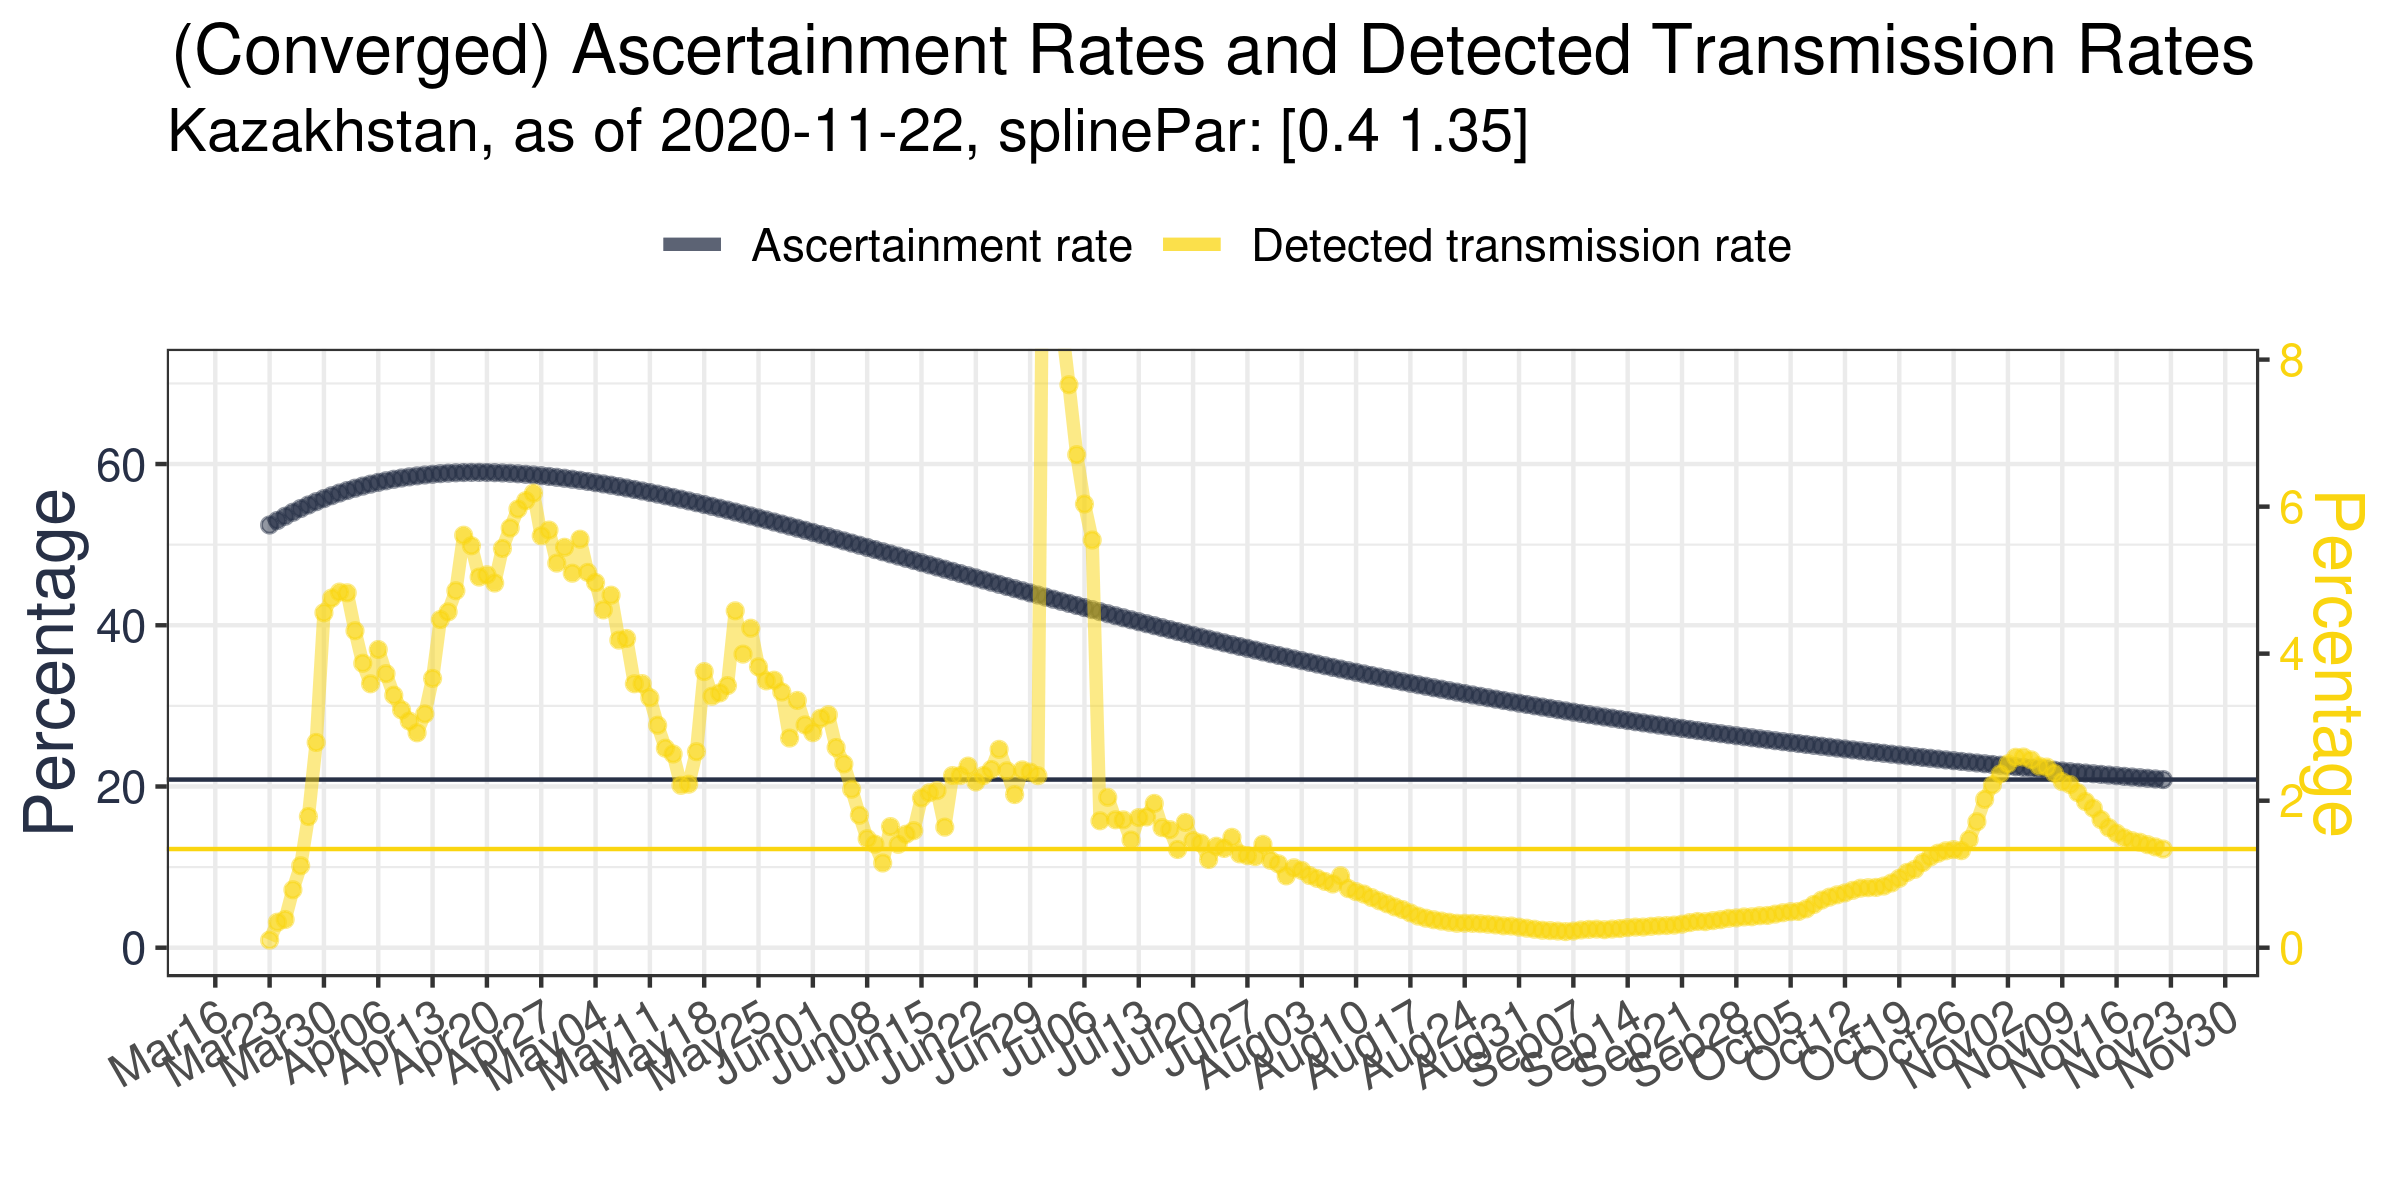 (Converged) Ascertainment Rates and Detected Transmission Rates
Kazakhstan, as of 2020-11-22, splinePar: [0.4 1.35]
Ascertainment rate Detected transmission rate
Percentage
60
40
20
0
8
6
4
2
0
Percentage
Mar16 Mar23 Mar30 Apr06 Apr13 Apr20 Apr27 May04 May11 May18 May25 Jun01 Jun08 Jun15 Jun22 Jun29 Jul06 Jul13 Jul20 Jul27 Aug03 Aug10 Aug17 Aug24 Aug31 Sep07 Sep14 Sep21 Sep28 Oct05 Oct12 Oct19 Oct26 Nov02 Nov09 Nov16 Nov23 Nov30